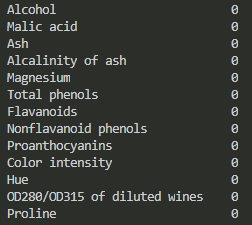 Alcohol 0
Malic acid 0
Ash 0
Alcalinity of ash 0
Magnesium 0
Total phenols 0
Flavanoids 0
Nonflavanoid phenols 0
Proanthocyanins 0
Color intensity 0
Hue 0
OD280/OD315 of diluted wines 0
Proline 0